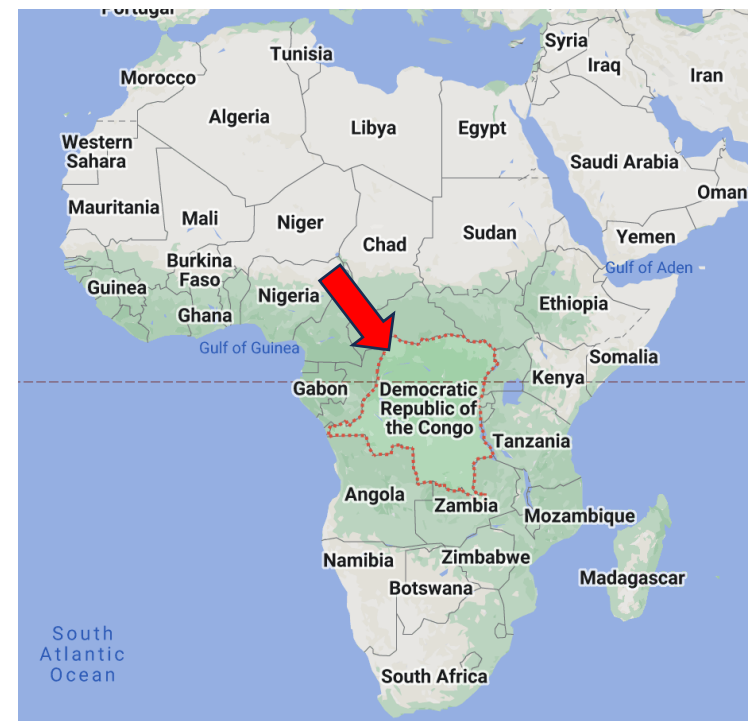 Portugal
Tunisia
Syria
Iraq
Iran
Morocco
Algeria
Libya
Egypt
Western
Sahara
Saudi Arabia
Oman
Mauritania
Mali
Niger
Chad
Sudan
Yemen
Burkina
Faso
Gulf of Aden
Guinea
Nigeria
Ethiopia
Ghana
Gulf of Guinea
Somalia
Gabon
Democratic
Republic of
the Congo
Kenya
Tanzania
Angola
Zambia
Mozambique
Namibia
Zimbabwe
Botswana
Madagascar
South
Atlantic
Ocean
South Africa